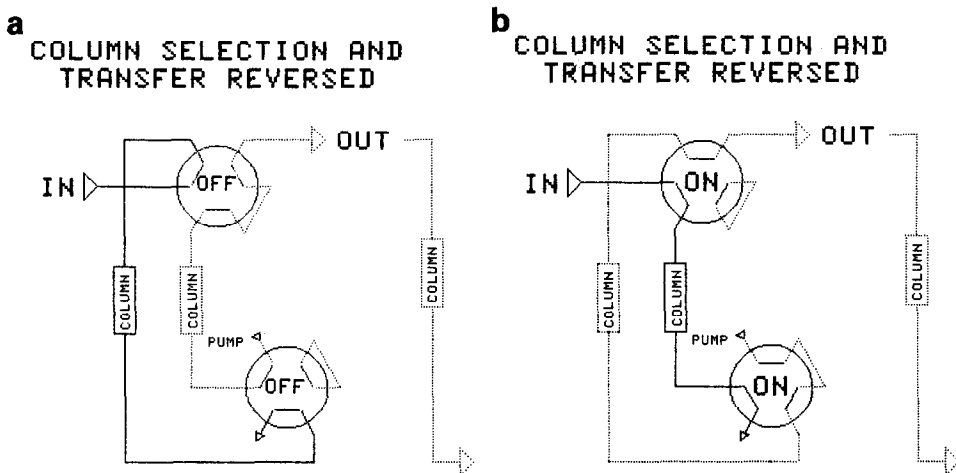 a
COLUMN SELECTION AND
TRANSFER REVERSED
OUT
IN
OFF
COLUMN
COLUMN
COLUMN
PUMP
OFF
b
COLUMN SELECTION AND
TRANSFER REVERSED
OUT
IN
ON
COLUMN
COLUMN
COLUMN
PUMP
ON